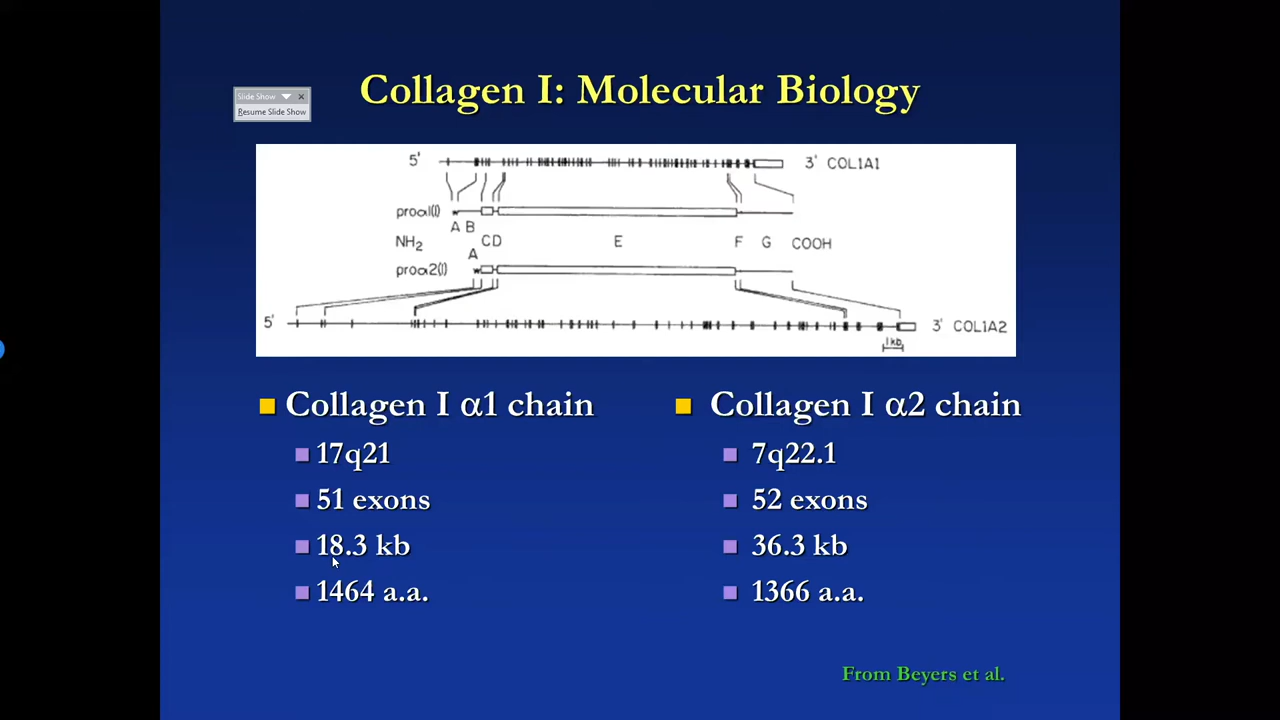 Collagen I: Molecular Biology
Slide Show
Resume Slide Show
5' 3' COL1A1
proα1(I)
A B
NH2 C D E F G COOH
A
proα2(I)
5' 3' COL1A2
1 kb
Collagen I α1 chain
17q21
51 exons
18.3 kb
1464 a.a.
Collagen I α2 chain
7q22.1
52 exons
36.3 kb
1366 a.a.
From Beyers et al.